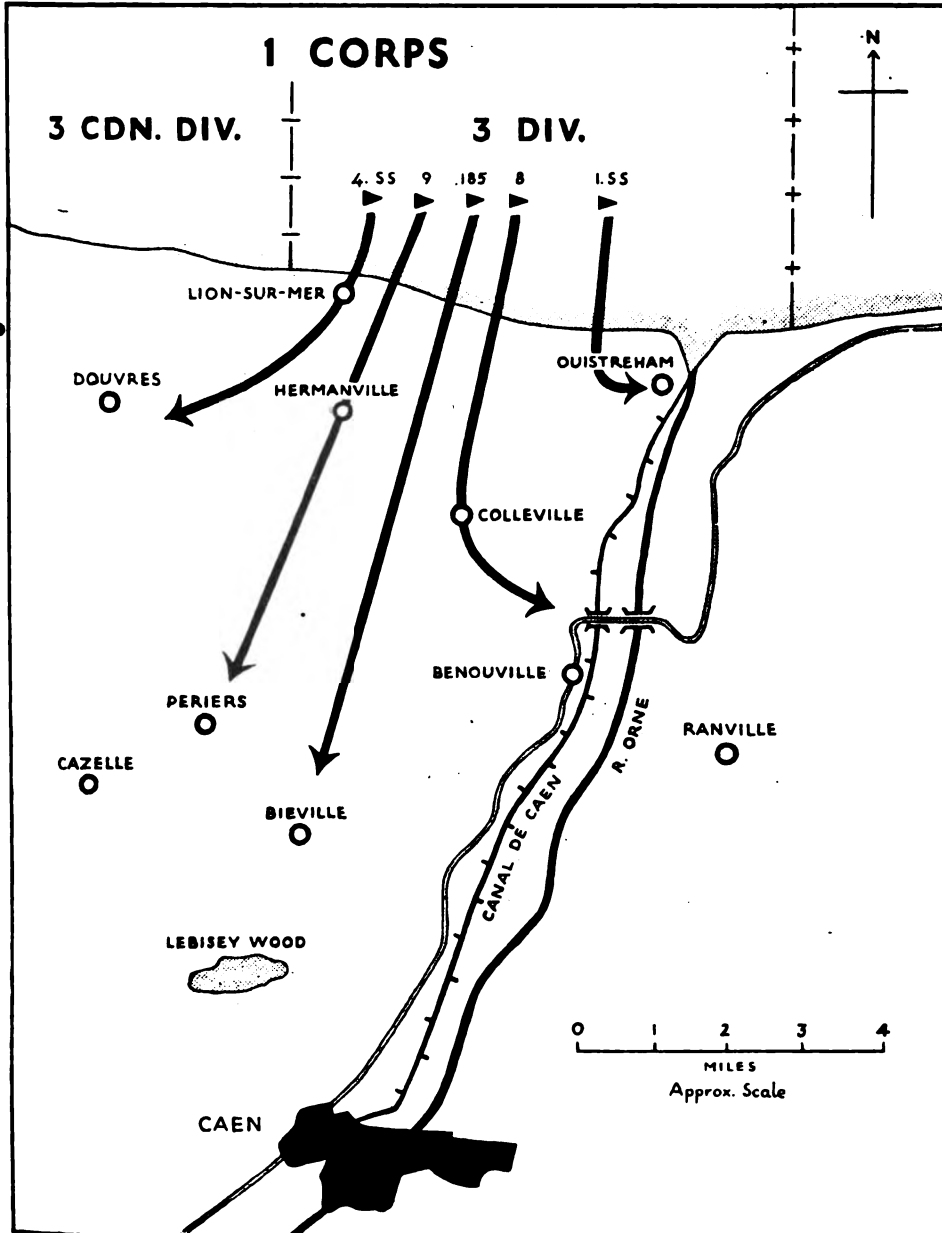 1 CORPS
N
3 CDN. DIV.
3 DIV.
4. SS
9
.185
8
1.SS
LION-SUR-MER
OUISTREHAM
DOUVRES
HERMANVILLE
COLLEVILLE
BENOUVILLE
PERIERS
R. ORNE
RANVILLE
CAZELLE
BIEVILLE
CANAL DE CAEN
LEBISEY WOOD
0 1 2 3 4
MILES
Approx. Scale
CAEN